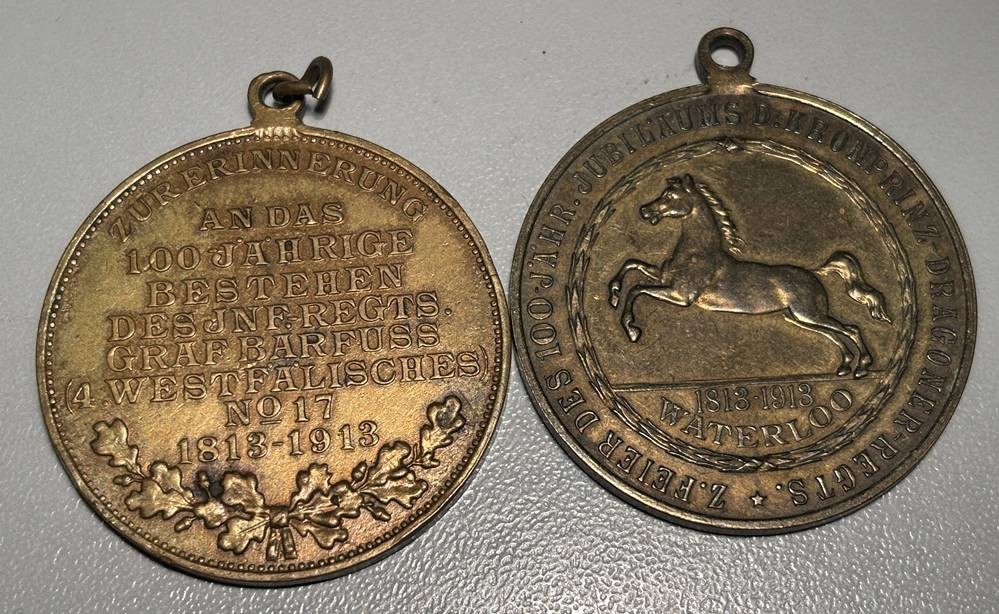 ZUR ERINNERUNG
AN DAS
100 JÄHRIGE
BESTEHEN
DES JNF.-REGTS.
GRAF BARFUSS
(4. WESTFÄLISCHES)
No 17
1813-1913
Z. FEIER DES 100 JÄHR. JUBILÄUMS D. KRONPRINZ-DRAGONER-REGTS.
1813-1913
WATERLOO